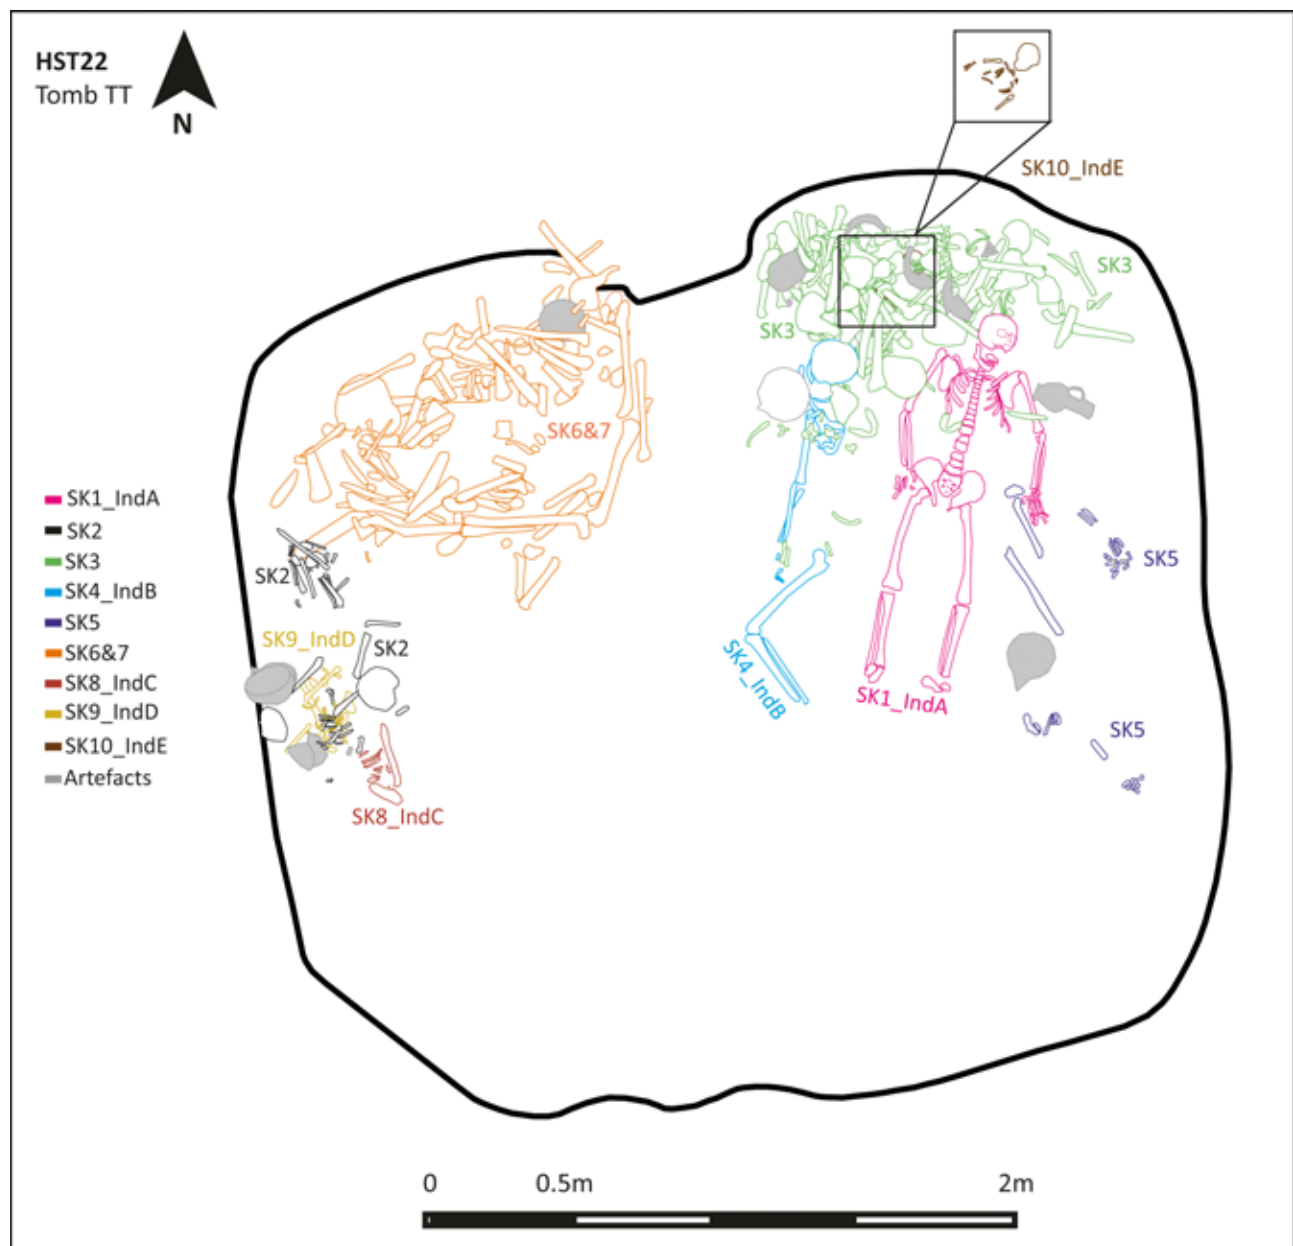 HST22
Tomb TT
N
SK10_IndE
SK3
SK3
SK6&7
SK1_IndA
SK2
SK3
SK4_IndB
SK5
SK6&7
SK8_IndC
SK9_IndD
SK10_IndE
Artefacts
SK2
SK5
SK9_IndD
SK2
SK4_IndB
SK1_IndA
SK5
SK8_IndC
0 0.5m 2m